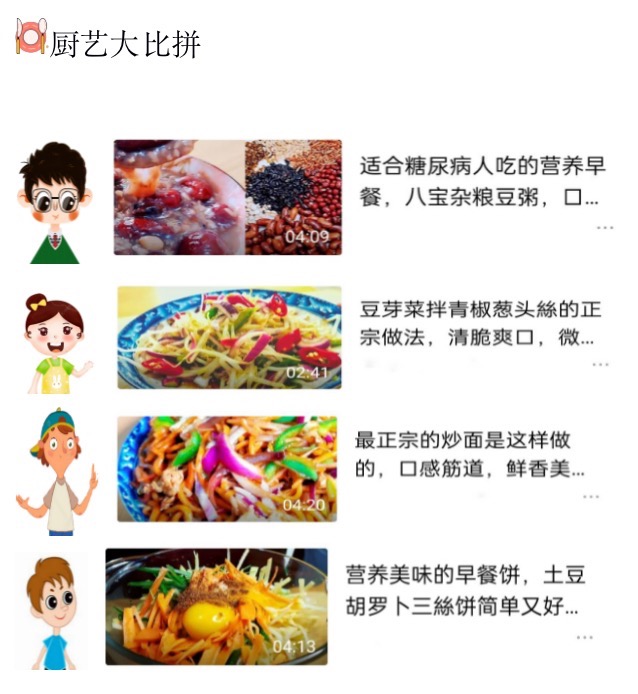 厨艺大比拼
适合糖尿病人吃的营养早
餐，八宝杂粮豆粥，口...
04:09
豆芽菜拌青椒葱头絲的正
宗做法，清脆爽口，微...
02:41
最正宗的炒面是这样做
的，口感筋道，鲜香美...
04:20
营养美味的早餐饼，土豆
胡罗卜三絲饼简单又好...
04:13